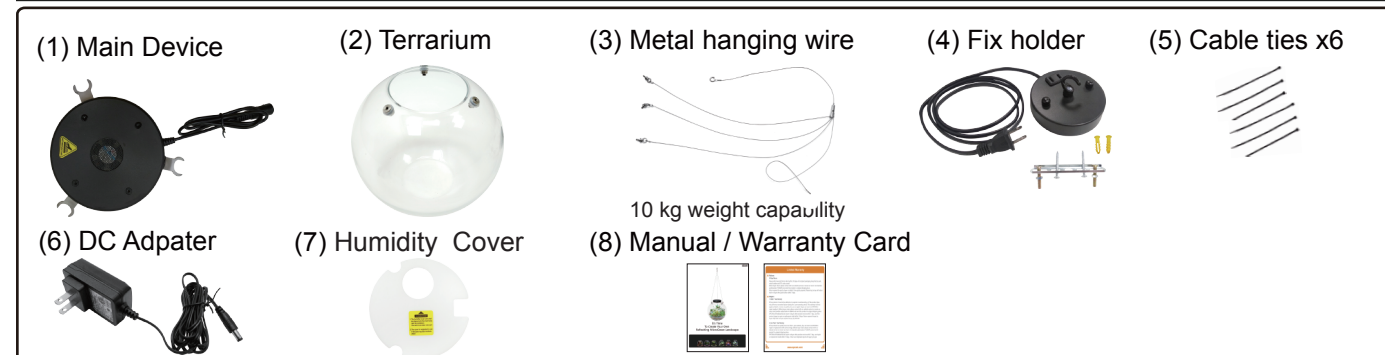 (1) Main Device
(2) Terrarium
(3) Metal hanging wire
(4) Fix holder
(5) Cable ties x6
10 kg weight capability
(6) DC Adpater
(7) Humidity Cover
(8) Manual / Warranty Card